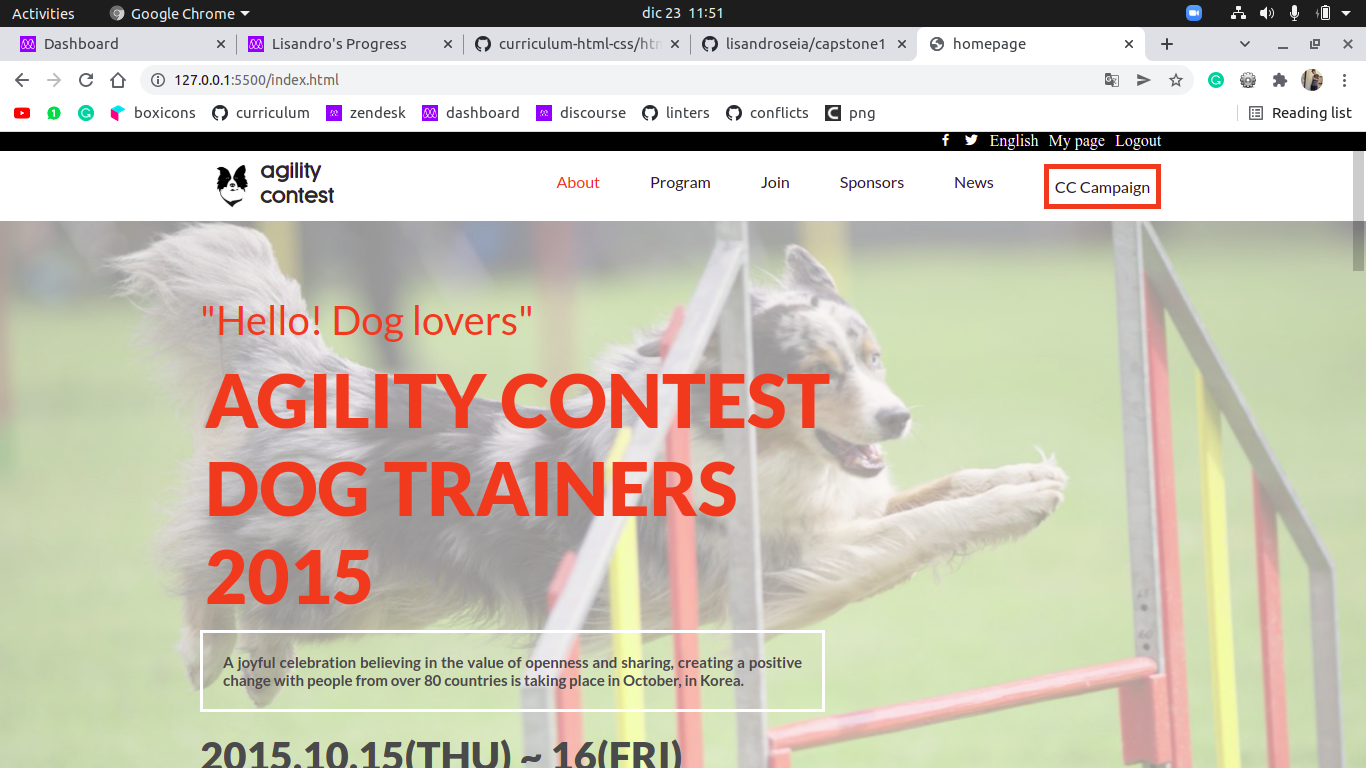 Activities Google Chrome dic 23 11:51
Dashboard Lisandro's Progress curriculum-html-css/htm lisandroseia/capstone1 homepage
127.0.0.1:5500/index.html
boxicons curriculum zendesk dashboard discourse linters conflicts png Reading list
English My page Logout
agility
contest
About Program Join Sponsors News CC Campaign
"Hello! Dog lovers"
AGILITY CONTEST
DOG TRAINERS
2015
A joyful celebration believing in the value of openness and sharing, creating a positive
change with people from over 80 countries is taking place in October, in Korea.
2015.10.15(THU) ~ 16(FRI)